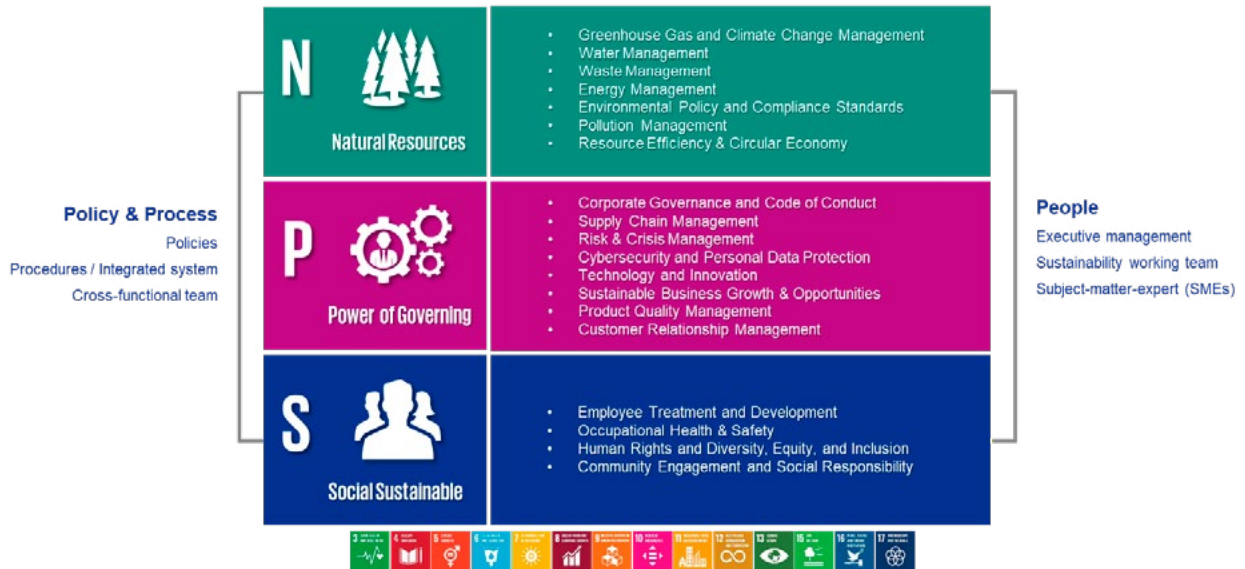 Policy & Process
Policies
Procedures / Integrated system
Cross-functional team
N
Natural Resources
• Greenhouse Gas and Climate Change Management
• Water Management
• Waste Management
• Energy Management
• Environmental Policy and Compliance Standards
• Pollution Management
• Resource Efficiency & Circular Economy
P
Power of Governing
• Corporate Governance and Code of Conduct
• Supply Chain Management
• Risk & Crisis Management
• Cybersecurity and Personal Data Protection
• Technology and Innovation
• Sustainable Business Growth & Opportunities
• Product Quality Management
• Customer Relationship Management
S
Social Sustainable
• Employee Treatment and Development
• Occupational Health & Safety
• Human Rights and Diversity, Equity, and Inclusion
• Community Engagement and Social Responsibility
People
Executive management
Sustainability working team
Subject-matter-expert (SMEs)
3
4
5
6
7
8
9
10
11
12
13
15
16
17